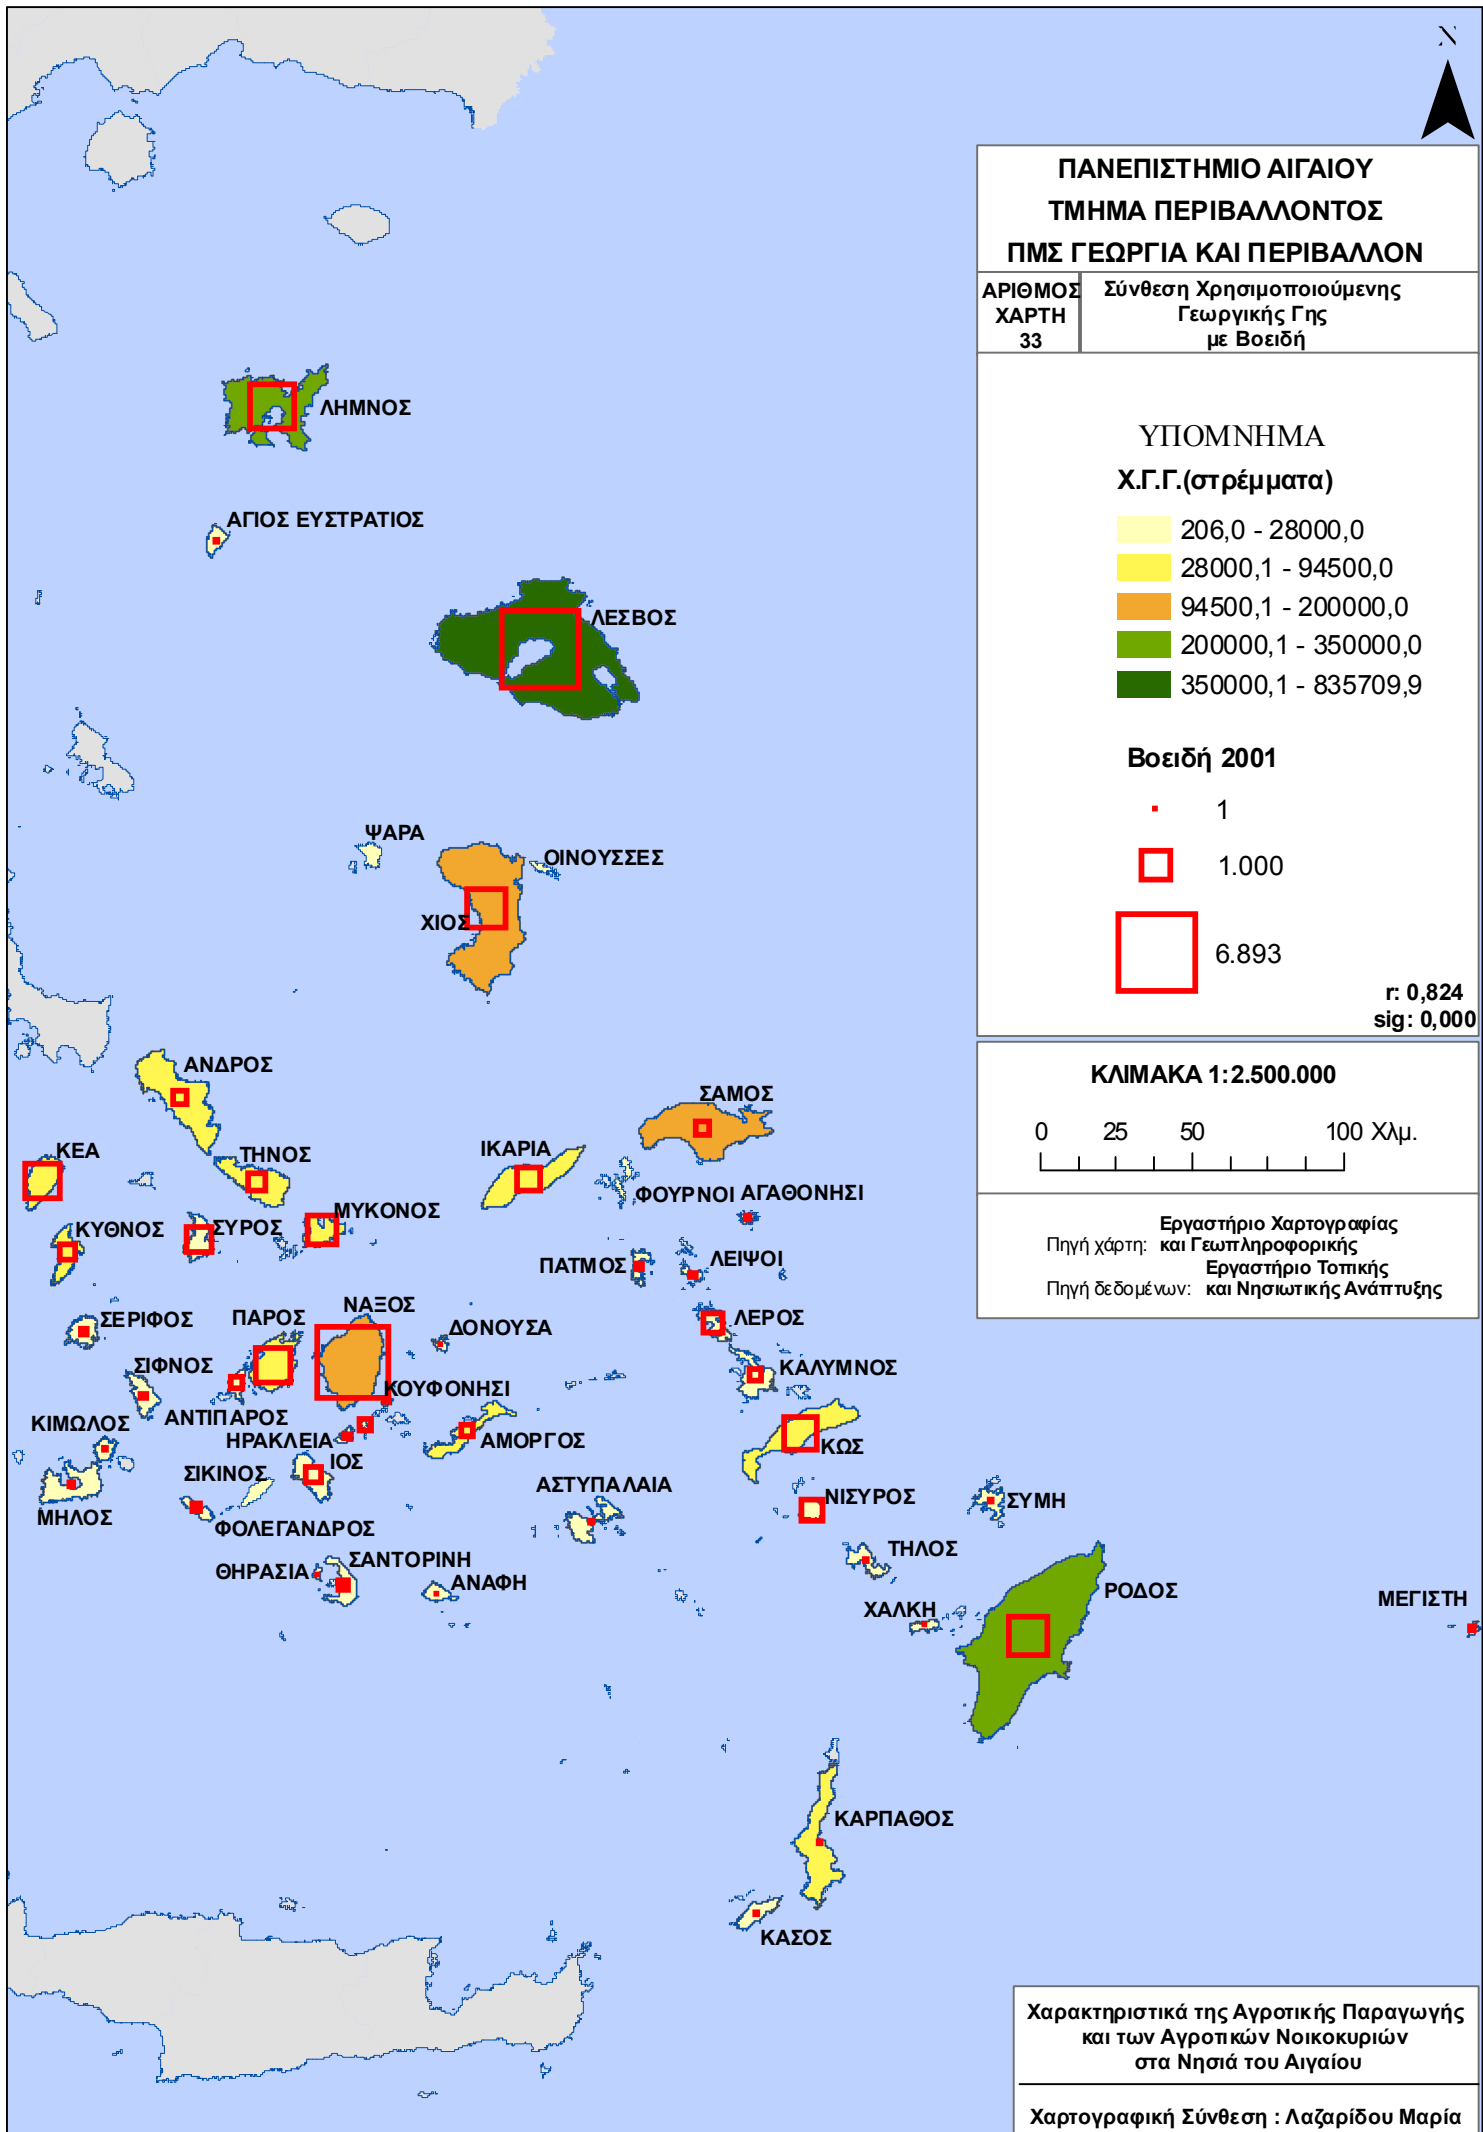 N
ΠΑΝΕΠΙΣΤΗΜΙΟ ΑΙΓΑΙΟΥ
ΤΜΗΜΑ ΠΕΡΙΒΑΛΛΟΝΤΟΣ
ΠΜΣ ΓΕΩΡΓΙΑ ΚΑΙ ΠΕΡΙΒΑΛΛΟΝ
ΑΡΙΘΜΟΣ
ΧΑΡΤΗ
33
Σύνθεση Χρησιμοποιούμενης
Γεωργικής Γης
με Βοειδή
ΥΠΟΜΝΗΜΑ
Χ.Γ.Γ.(στρέμματα)
206,0 - 28000,0
28000,1 - 94500,0
94500,1 - 200000,0
200000,1 - 350000,0
350000,1 - 835709,9
Βοειδή 2001
1
1.000
6.893
r: 0,824
sig: 0,000
ΚΛΙΜΑΚΑ 1:2.500.000
0 25 50 100 Χλμ.
Πηγή χάρτη: Εργαστήριο Χαρτογραφίας
και Γεωπληροφορικής
Πηγή δεδομένων: Εργαστήριο Τοπικής
και Νησιωτικής Ανάπτυξης
ΛΗΜΝΟΣ
ΑΓΙΟΣ ΕΥΣΤΡΑΤΙΟΣ
ΛΕΣΒΟΣ
ΨΑΡΑ
ΟΙΝΟΥΣΣΕΣ
ΧΙΟΣ
ΑΝΔΡΟΣ
ΣΑΜΟΣ
ΚΕΑ
ΤΗΝΟΣ
ΙΚΑΡΙΑ
ΦΟΥΡΝΟΙ
ΑΓΑΘΟΝΗΣΙ
ΚΥΘΝΟΣ
ΣΥΡΟΣ
ΜΥΚΟΝΟΣ
ΠΑΤΜΟΣ
ΛΕΙΨΟΙ
ΣΕΡΙΦΟΣ
ΠΑΡΟΣ
ΝΑΞΟΣ
ΔΟΝΟΥΣΑ
ΛΕΡΟΣ
ΣΙΦΝΟΣ
ΚΑΛΥΜΝΟΣ
ΚΟΥΦΟΝΗΣΙ
ΑΝΤΙΠΑΡΟΣ
ΚΙΜΩΛΟΣ
ΗΡΑΚΛΕΙΑ
ΑΜΟΡΓΟΣ
ΚΩΣ
ΙΟΣ
ΣΙΚΙΝΟΣ
ΑΣΤΥΠΑΛΑΙΑ
ΝΙΣΥΡΟΣ
ΣΥΜΗ
ΜΗΛΟΣ
ΦΟΛΕΓΑΝΔΡΟΣ
ΤΗΛΟΣ
ΣΑΝΤΟΡΙΝΗ
ΘΗΡΑΣΙΑ
ΑΝΑΦΗ
ΡΟΔΟΣ
ΜΕΓΙΣΤΗ
ΧΑΛΚΗ
ΚΑΡΠΑΘΟΣ
ΚΑΣΟΣ
Χαρακτηριστικά της Αγροτικής Παραγωγής
και των Αγροτικών Νοικοκυριών
στα Νησιά του Αιγαίου
Χαρτογραφική Σύνθεση : Λαζαρίδου Μαρία